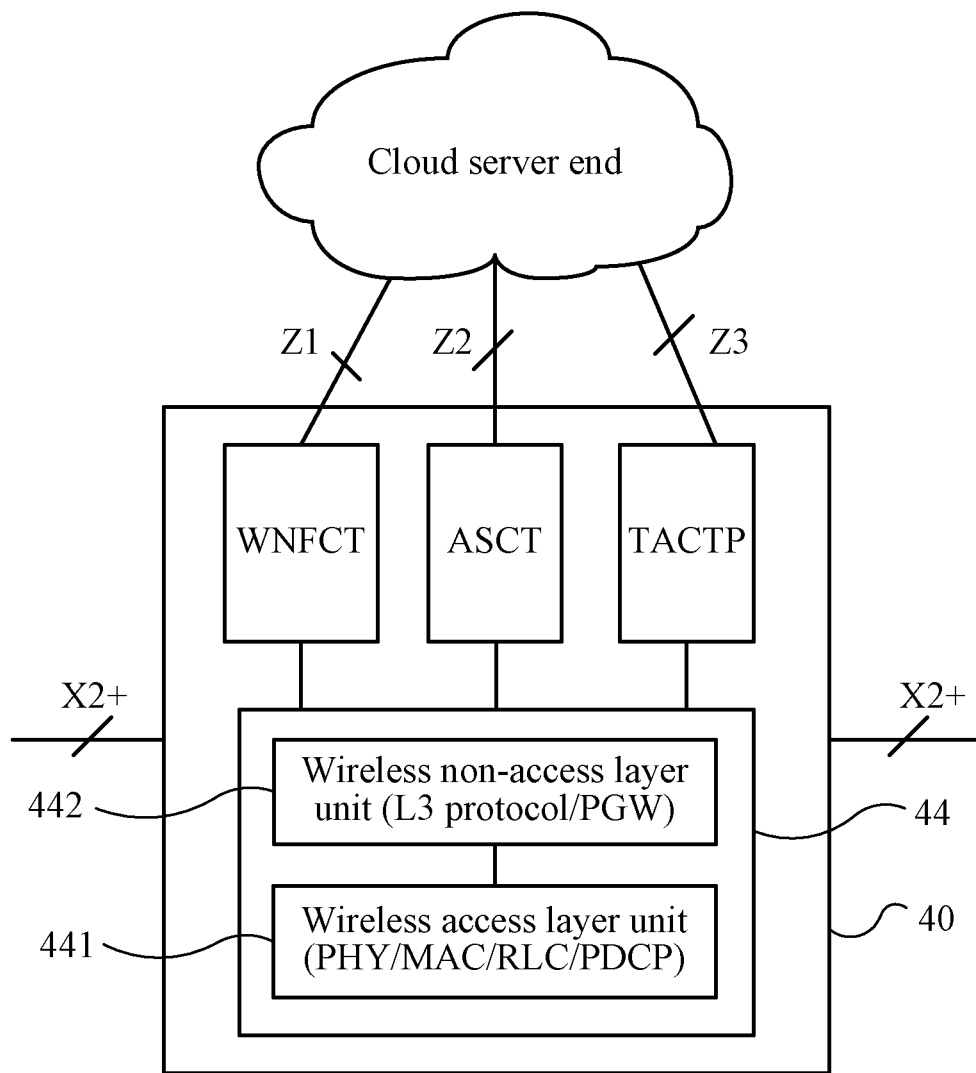 Cloud server end
Z1
Z2
Z3
WNFCT
ASCT
TACTP
X2+
X2+
Wireless non-access layer
unit (L3 protocol/PGW)
442
44
Wireless access layer unit
(PHY/MAC/RLC/PDCP)
441
40